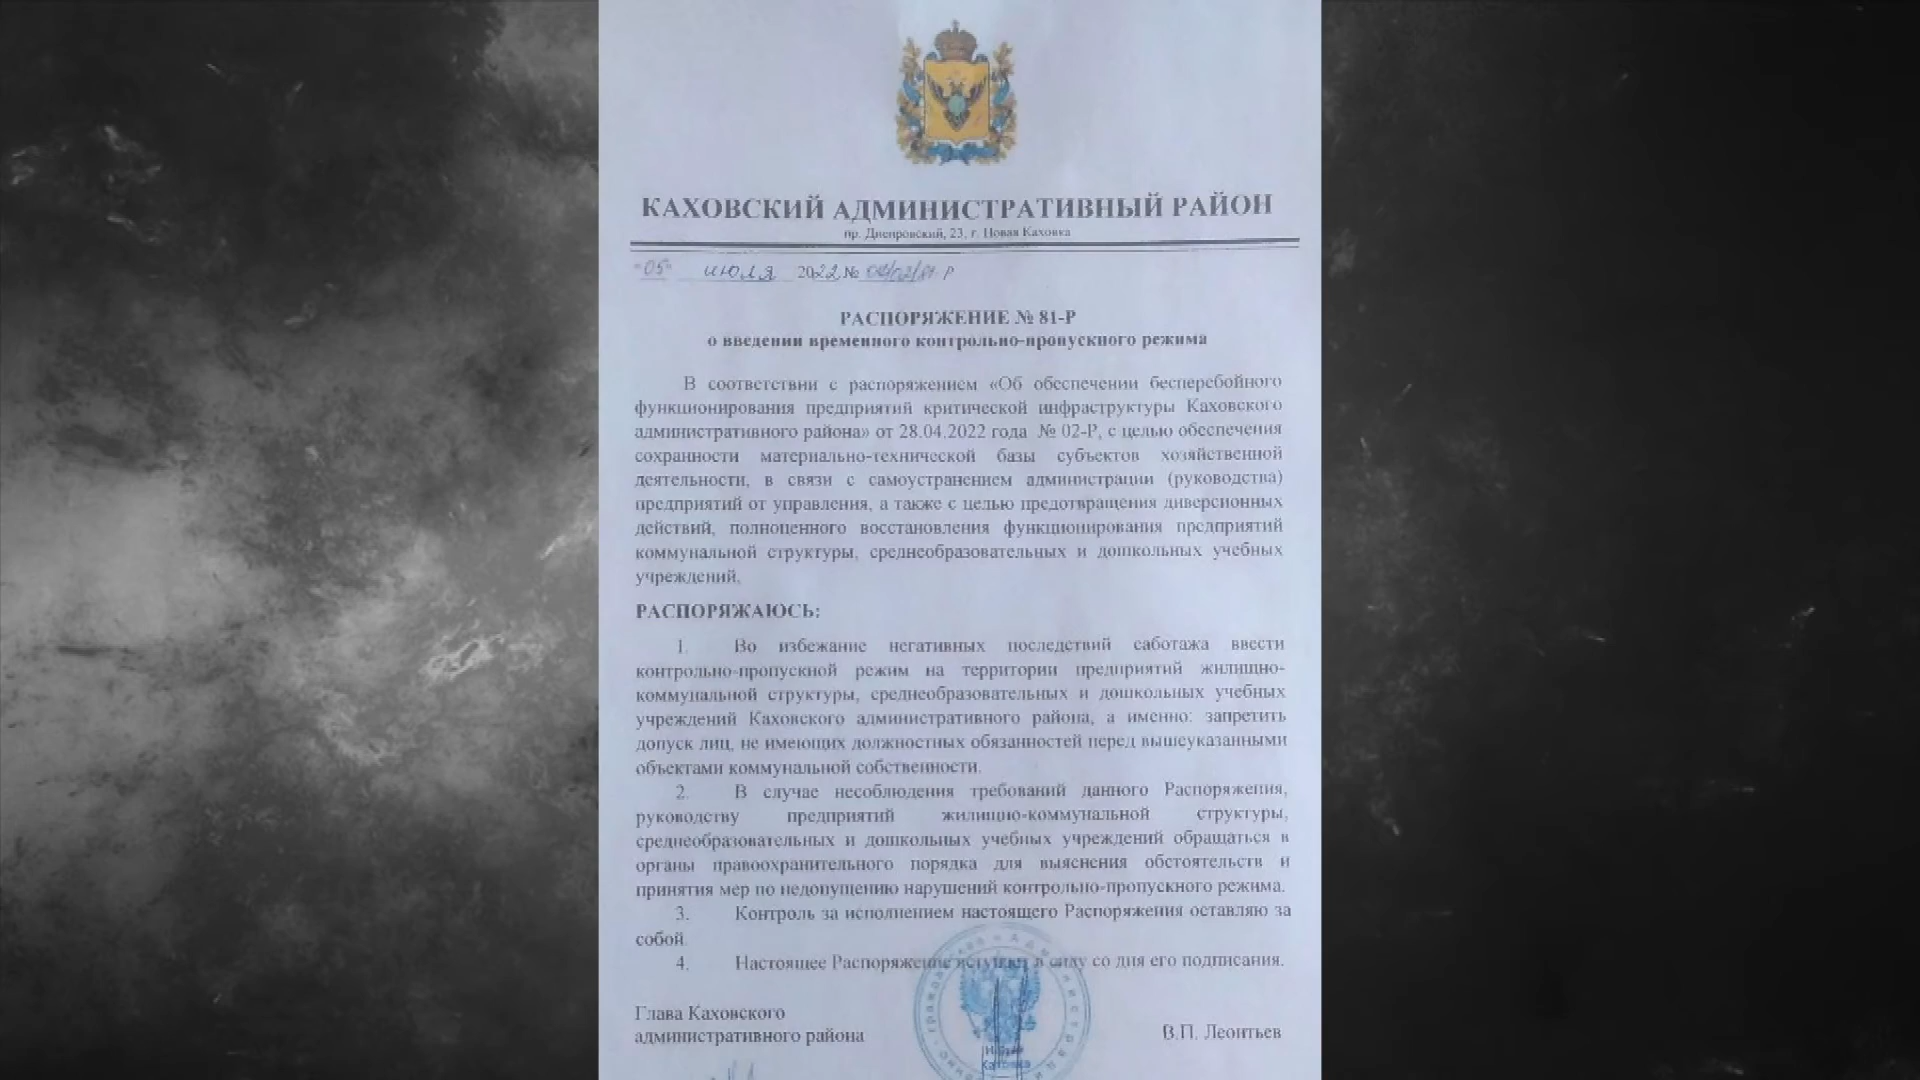 КАХОВСКИЙ АДМИНИСТРАТИВНЫЙ РАЙОН
пр. Днепровский, 23, г. Новая Каховка
"05" июля 2022 № Р
РАСПОРЯЖЕНИЕ № 81-Р
о введении временного контрольно-пропускного режима
В соответствии с распоряжением «Об обеспечении бесперебойного
функционирования предприятий критической инфраструктуры Каховского
административного района» от 28.04.2022 года № 02-Р, с целью обеспечения
сохранности материально-технической базы субъектов хозяйственной
деятельности, в связи с самоустранением администрации (руководства)
предприятий от управления, а также с целью предотвращения диверсионных
действий, полноценного восстановления функционирования предприятий
коммунальной структуры, среднеобразовательных и дошкольных учебных
учреждений,
РАСПОРЯЖАЮСЬ:
1. Во избежание негативных последствий саботажа ввести
контрольно-пропускной режим на территории предприятий жилищно-
коммунальной структуры, среднеобразовательных и дошкольных учебных
учреждений Каховского административного района, а именно: запретить
допуск лиц, не имеющих должностных обязанностей перед вышеуказанными
объектами коммунальной собственности.
2. В случае несоблюдения требований данного Распоряжения,
руководству предприятий жилищно-коммунальной структуры,
среднеобразовательных и дошкольных учебных учреждений обращаться в
органы правоохранительного порядка для выяснения обстоятельств и
принятия мер по недопущению нарушений контрольно-пропускного режима.
3. Контроль за исполнением настоящего Распоряжения оставляю за
собой.
4. Настоящее Распоряжение вступает в силу со дня его подписания.
Глава Каховского
административного района
В.П. Леонтьев
Каховка